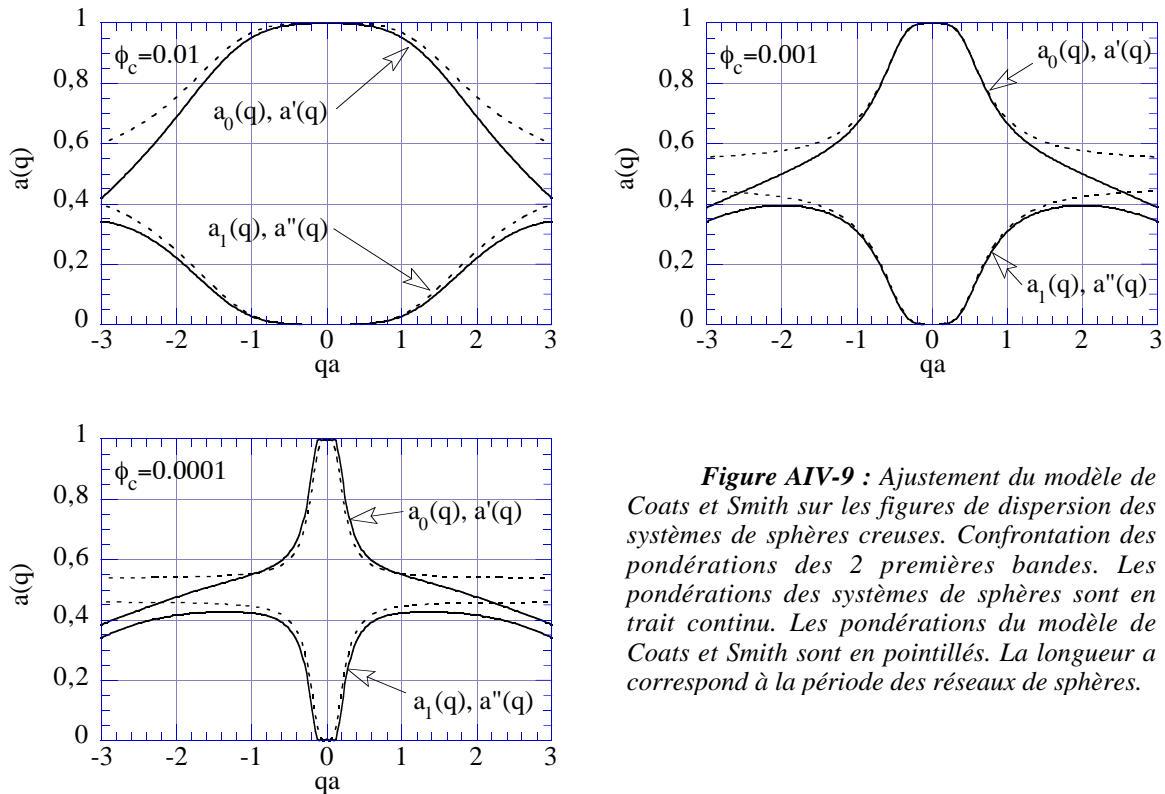 1
0,8
0,6
0,4
0,2
0
a(q)
ϕc=0.01
a0(q), a'(q)
a1(q), a''(q)
-3 -2 -1 0 1 2 3
qa
1
0,8
0,6
0,4
0,2
0
a(q)
ϕc=0.001
a0(q), a'(q)
a1(q), a''(q)
-3 -2 -1 0 1 2 3
qa
1
0,8
0,6
0,4
0,2
0
a(q)
ϕc=0.0001
a0(q), a'(q)
a1(q), a''(q)
-3 -2 -1 0 1 2 3
qa
Figure AIV-9 : Ajustement du modèle de
Coats et Smith sur les figures de dispersion des
systèmes de sphères creuses. Confrontation des
pondérations des 2 premières bandes. Les
pondérations des systèmes de sphères sont en
trait continu. Les pondérations du modèle de
Coats et Smith sont en pointillés. La longueur a
correspond à la période des réseaux de sphères.